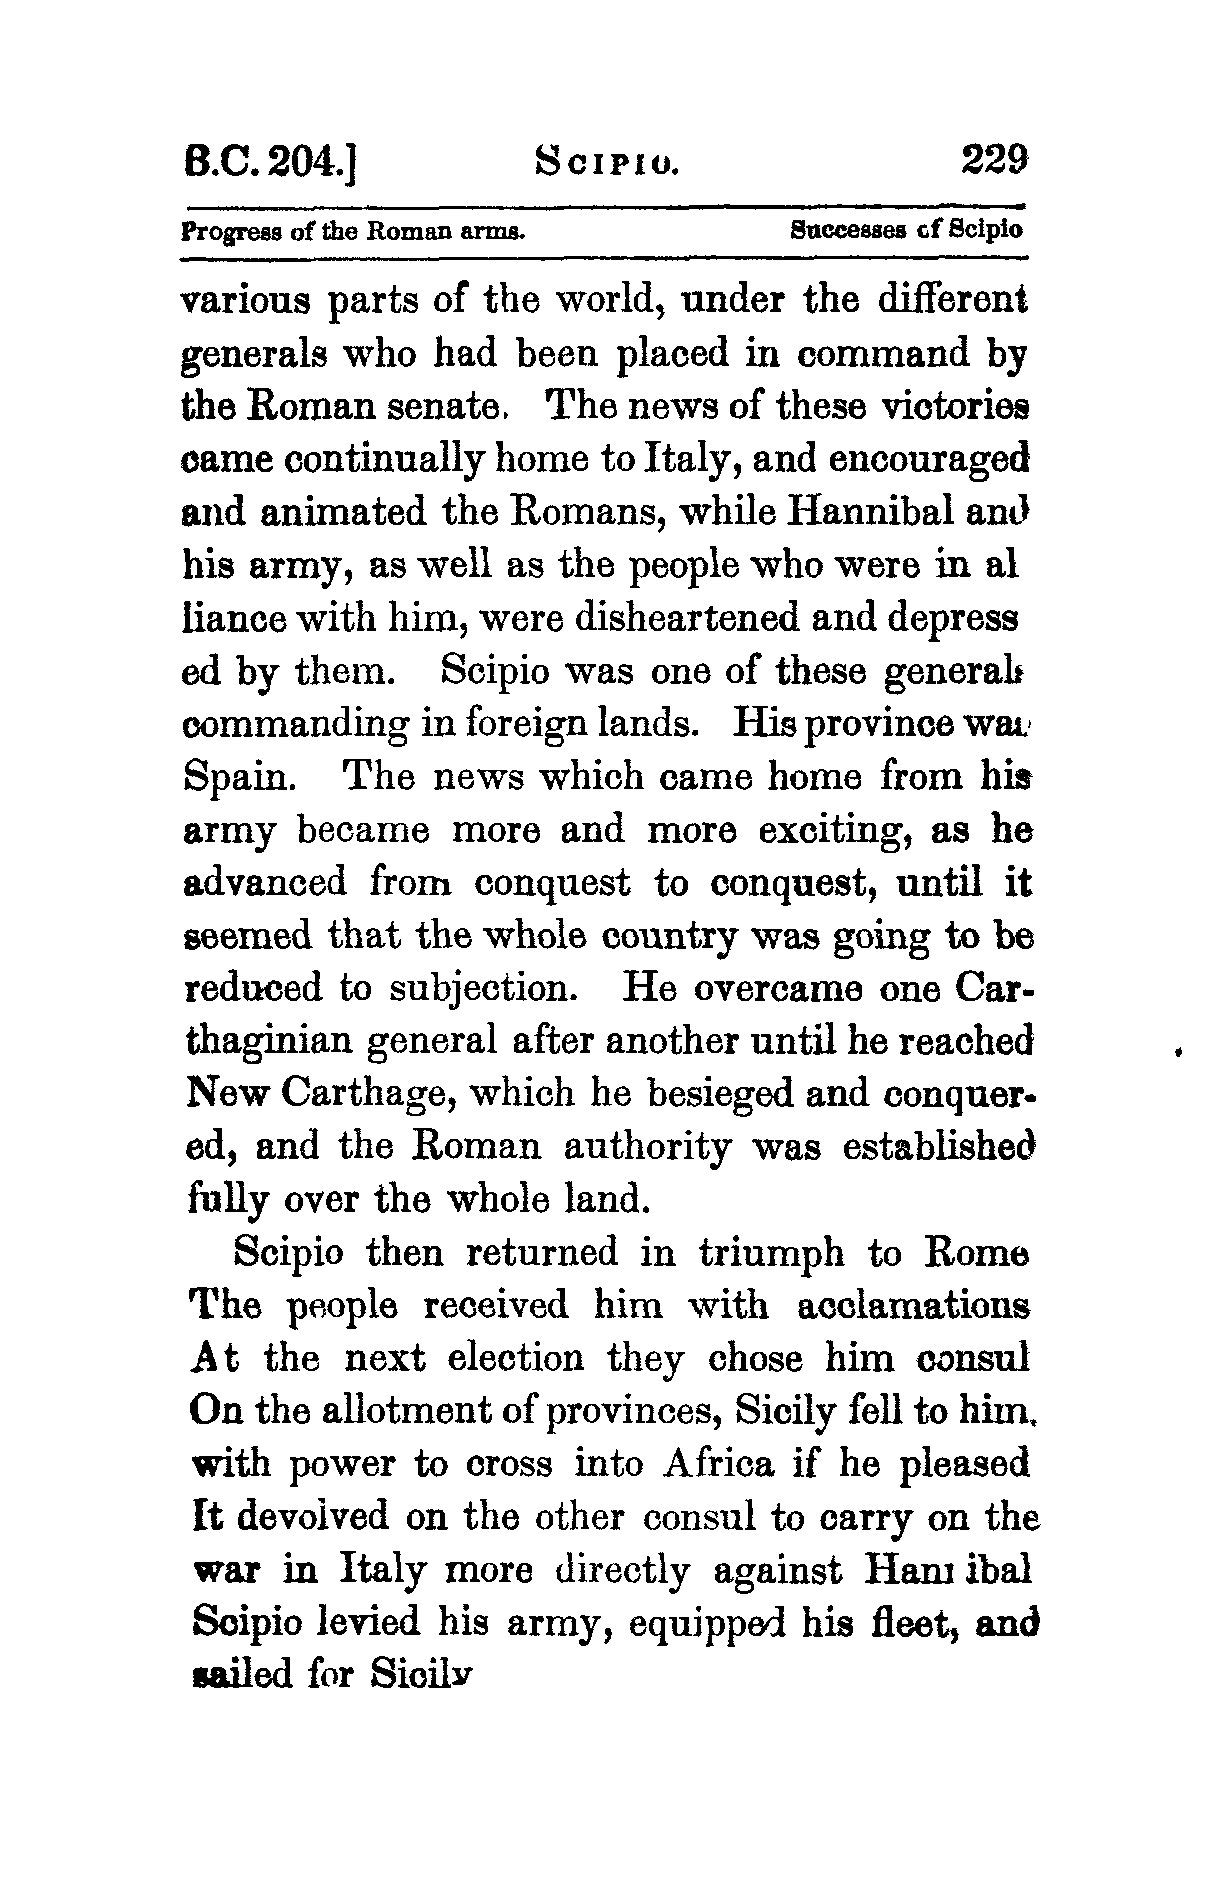 B.C. 204.] SCIPIO. 229
Progress of the Roman arms. Successes of Scipio
various parts of the world, under the different
generals who had been placed in command by
the Roman senate. The news of these victories
came continually home to Italy, and encouraged
and animated the Romans, while Hannibal and
his army, as well as the people who were in al
liance with him, were disheartened and depress
ed by them. Scipio was one of these generals
commanding in foreign lands. His province was
Spain. The news which came home from his
army became more and more exciting, as he
advanced from conquest to conquest, until it
seemed that the whole country was going to be
reduced to subjection. He overcame one Car-
thaginian general after another until he reached
New Carthage, which he besieged and conquer-
ed, and the Roman authority was established
fully over the whole land.
Scipio then returned in triumph to Rome
The people received him with acclamations
At the next election they chose him consul
On the allotment of provinces, Sicily fell to him,
with power to cross into Africa if he pleased
It devolved on the other consul to carry on the
war in Italy more directly against Hannibal
Scipio levied his army, equipped his fleet, and
sailed for Sicily